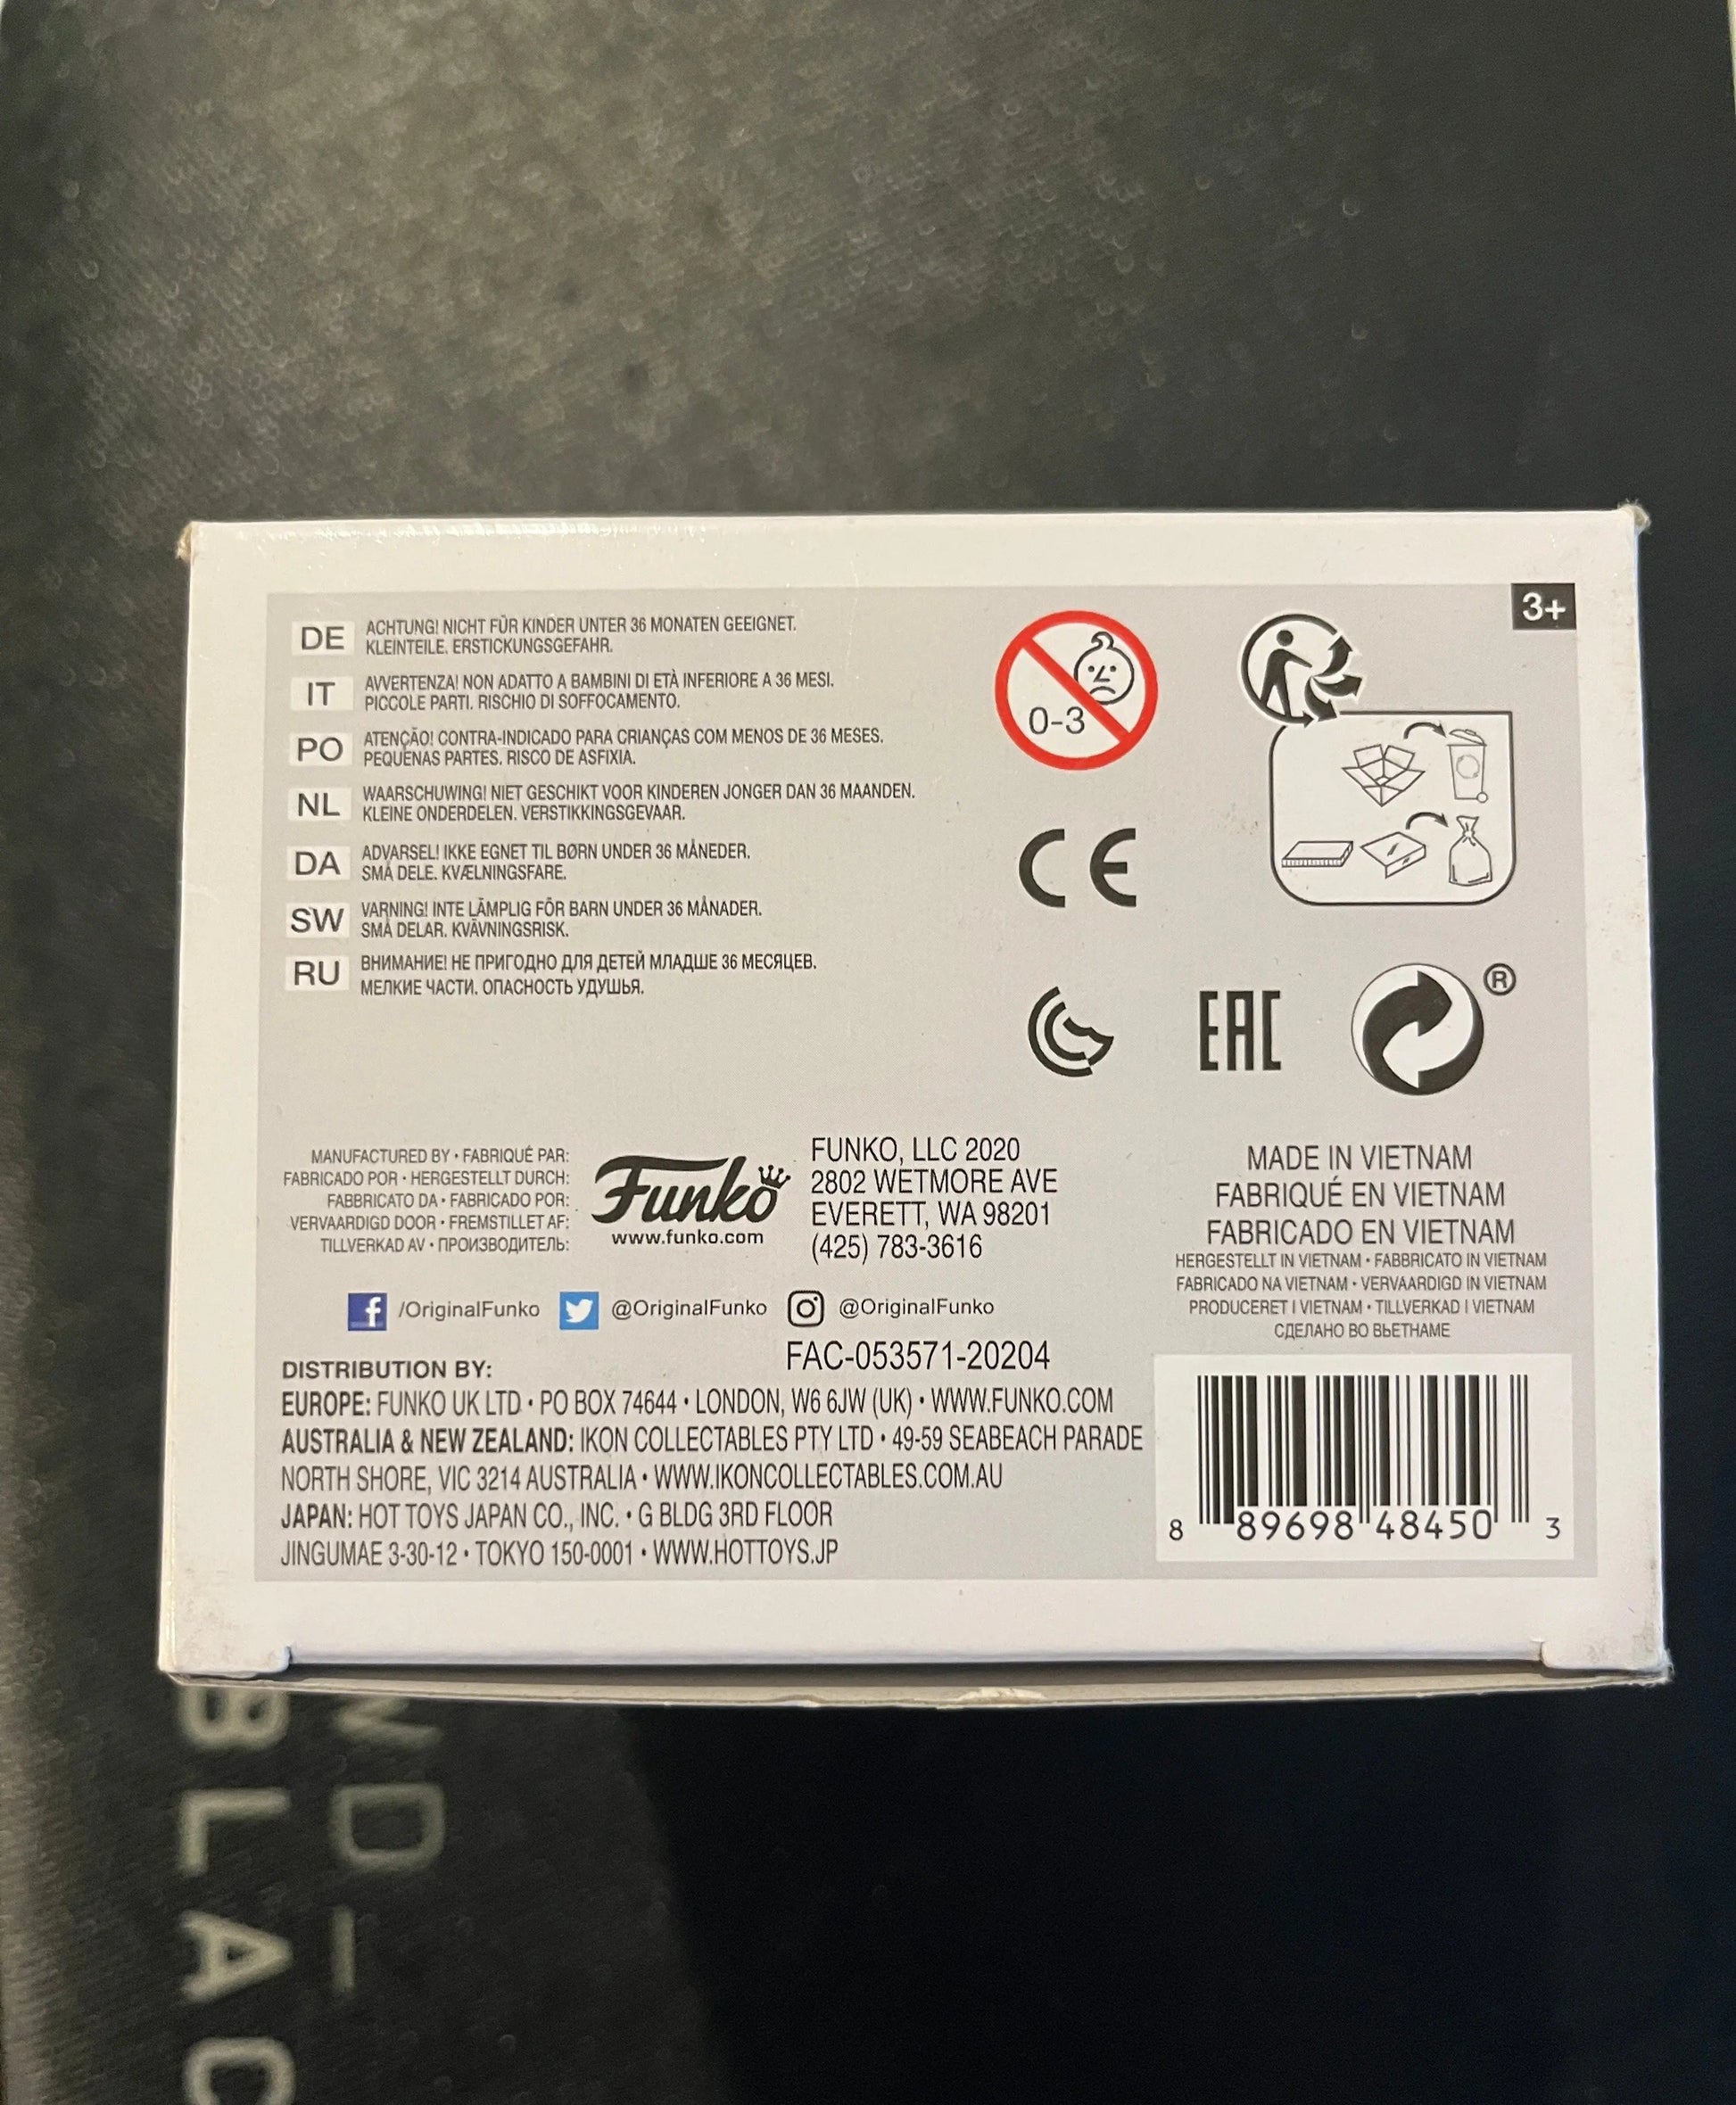 3+
DE ACHTUNG! NICHT FÜR KINDER UNTER 36 MONATEN GEEIGNET.
KLEINTEILE. ERSTICKUNGSGEFAHR.
IT AVVERTENZA! NON ADATTO A BAMBINI DI ETÀ INFERIORE A 36 MESI.
PICCOLE PARTI. RISCHIO DI SOFFOCAMENTO.
PO ATENÇÃO! CONTRA-INDICADO PARA CRIANÇAS COM MENOS DE 36 MESES.
PEQUENAS PARTES. RISCO DE ASFIXIA.
NL WAARSCHUWING! NIET GESCHIKT VOOR KINDEREN JONGER DAN 36 MAANDEN.
KLEINE ONDERDELEN. VERSTIKKINGSGEVAAR.
DA ADVARSEL! IKKE EGNET TIL BØRN UNDER 36 MÅNEDER.
SMÅ DELE. KVÆLNINGSFARE.
SW VARNING! INTE LÄMPLIG FÖR BARN UNDER 36 MÅNADER.
SMÅ DELAR. KVÄVNINGSRISK.
RU ВНИМАНИЕ! НЕ ПРИГОДНО ДЛЯ ДЕТЕЙ МЛАДШЕ 36 МЕСЯЦЕВ.
МЕЛКИЕ ЧАСТИ. ОПАСНОСТЬ УДУШЬЯ.
0-3
CE
EAC
®
MANUFACTURED BY • FABRIQUÉ PAR:
FABRICADO POR • HERGESTELLT DURCH:
FABBRICATO DA • FABRICADO POR:
VERVAARDIGD DOOR • FREMSTILLET AF:
TILLVERKAD AV • ПРОИЗВОДИТЕЛЬ:
Funko
www.funko.com
FUNKO, LLC 2020
2802 WETMORE AVE
EVERETT, WA 98201
(425) 783-3616
MADE IN VIETNAM
FABRIQUÉ EN VIETNAM
FABRICADO EN VIETNAM
HERGESTELLT IN VIETNAM • FABBRICATO IN VIETNAM
FABRICADO NA VIETNAM • VERVAARDIGD IN VIETNAM
PRODUCERET I VIETNAM • TILLVERKAD I VIETNAM
СДЕЛАНО ВО ВЬЕТНАМЕ
f /OriginalFunko @OriginalFunko @OriginalFunko
FAC-053571-20204
DISTRIBUTION BY:
EUROPE: FUNKO UK LTD • PO BOX 74644 • LONDON, W6 6JW (UK) • WWW.FUNKO.COM
AUSTRALIA & NEW ZEALAND: IKON COLLECTABLES PTY LTD • 49-59 SEABEACH PARADE
NORTH SHORE, VIC 3214 AUSTRALIA • WWW.IKONCOLLECTABLES.COM.AU
JAPAN: HOT TOYS JAPAN CO., INC. • G BLDG 3RD FLOOR
JINGUMAE 3-30-12 • TOKYO 150-0001 • WWW.HOTTOYS.JP
8 89698 48450 3